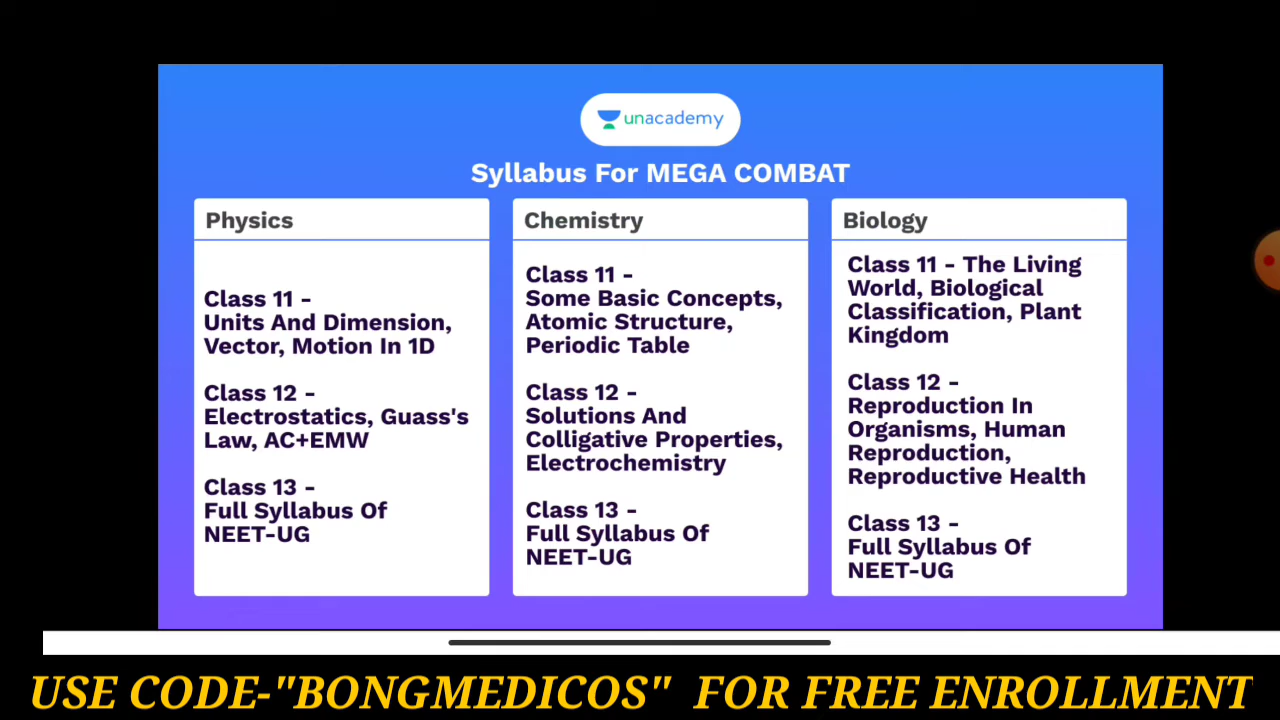 unacademy
Syllabus For MEGA COMBAT
Physics
Class 11 -
Units And Dimension,
Vector, Motion In 1D
Class 12 -
Electrostatics, Guass's
Law, AC+EMW
Class 13 -
Full Syllabus Of
NEET-UG
Chemistry
Class 11 -
Some Basic Concepts,
Atomic Structure,
Periodic Table
Class 12 -
Solutions And
Colligative Properties,
Electrochemistry
Class 13 -
Full Syllabus Of
NEET-UG
Biology
Class 11 - The Living
World, Biological
Classification, Plant
Kingdom
Class 12 -
Reproduction In
Organisms, Human
Reproduction,
Reproductive Health
Class 13 -
Full Syllabus Of
NEET-UG
USE CODE-"BONGMEDICOS" FOR FREE ENROLLMENT